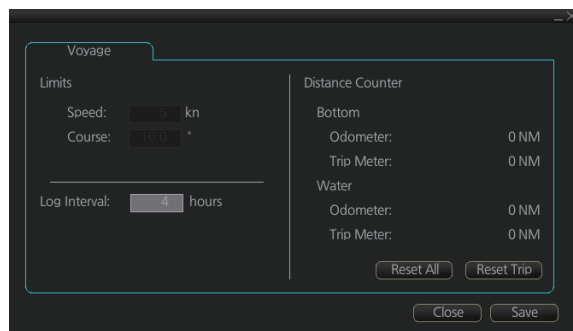 Voyage
Limits
Speed: 5 kn
Course: 10.0 °
Log Interval: 4 hours
Distance Counter
Bottom
Odometer: 0 NM
Trip Meter: 0 NM
Water
Odometer: 0 NM
Trip Meter: 0 NM
Reset All Reset Trip
Close Save